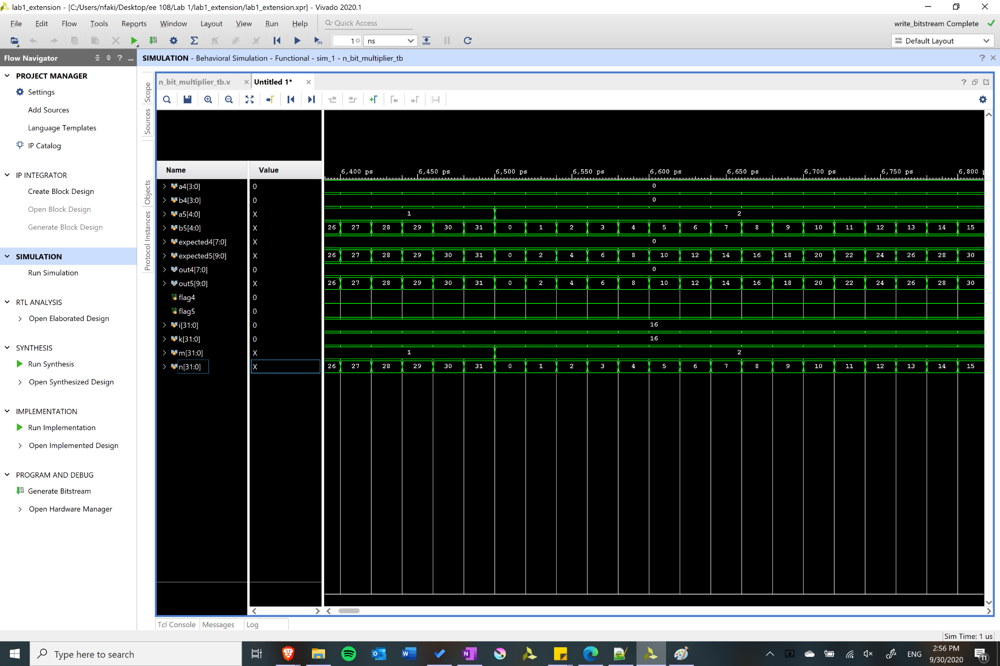 lab1_extension - [C:/Users/nfaki/Desktop/ee 108/Lab 1/lab1_extension/lab1_extension.xpr] - Vivado 2020.1
File Edit Flow Tools Reports Window Layout View Run Help Quick Access write_bitstream Complete
1 ns Default Layout
Flow Navigator
SIMULATION - Behavioral Simulation - Functional - sim_1 - n_bit_multiplier_tb
PROJECT MANAGER
Settings
Add Sources
Language Templates
IP Catalog
IP INTEGRATOR
Create Block Design
Open Block Design
Generate Block Design
SIMULATION
Run Simulation
RTL ANALYSIS
Open Elaborated Design
SYNTHESIS
Run Synthesis
Open Synthesized Design
IMPLEMENTATION
Run Implementation
Open Implemented Design
PROGRAM AND DEBUG
Generate Bitstream
Open Hardware Manager
Scope
Sources
Objects
Protocol Instances
n_bit_multiplier_tb.v Untitled 1*
Name Value
6,400 ps 6,450 ps 6,500 ps 6,550 ps 6,600 ps 6,650 ps 6,700 ps 6,750 ps 6,800 p
a4[3:0] 0 0
b4[3:0] 0 0
a5[4:0] X 1 2
b5[4:0] X 26 27 28 29 30 31 0 1 2 3 4 5 6 7 8 9 10 11 12 13 14 15
expected4[7:0] X 0
expected5[9:0] X 26 27 28 29 30 31 0 2 4 6 8 10 12 14 16 18 20 22 24 26 28 30
out4[7:0] 0 0
out5[9:0] X 26 27 28 29 30 31 0 2 4 6 8 10 12 14 16 18 20 22 24 26 28 30
flag4 0
flag5 0
i[31:0] 0 16
k[31:0] 0 16
m[31:0] X 1 2
n[31:0] X 26 27 28 29 30 31 0 1 2 3 4 5 6 7 8 9 10 11 12 13 14 15
Tcl Console Messages Log
Sim Time: 1 us
Type here to search
ENG
2:56 PM
9/30/2020
11